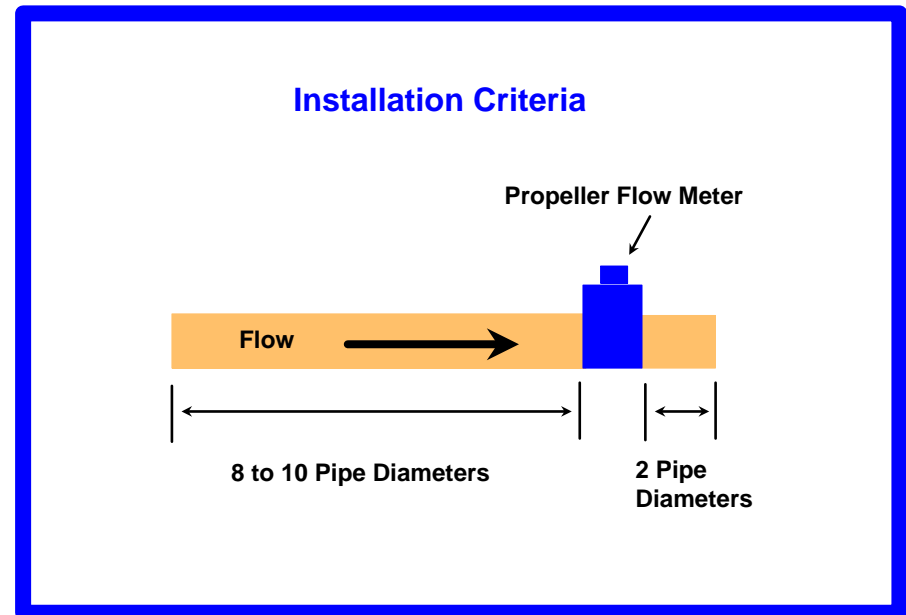 Installation Criteria
Propeller Flow Meter
Flow
8 to 10 Pipe Diameters
2 Pipe
Diameters